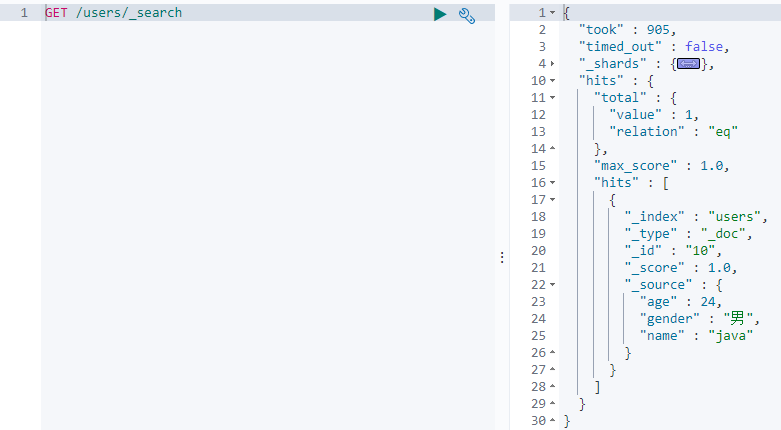 1 GET /users/_search
1 {
2 "took" : 905,
3 "timed_out" : false,
4 "_shards" : {},
10 "hits" : {
11 "total" : {
12 "value" : 1,
13 "relation" : "eq"
14 },
15 "max_score" : 1.0,
16 "hits" : [
17 {
18 "_index" : "users",
19 "_type" : "_doc",
20 "_id" : "10",
21 "_score" : 1.0,
22 "_source" : {
23 "age" : 24,
24 "gender" : "男",
25 "name" : "java"
26 }
27 }
28 ]
29 }
30 }